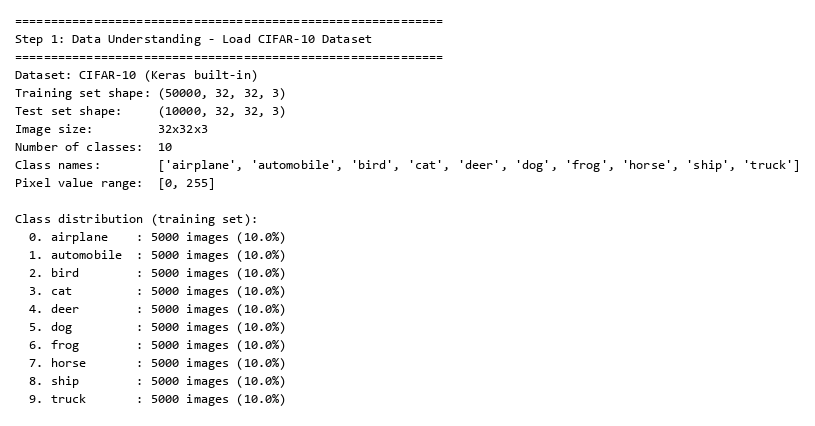 ============================================================
Step 1: Data Understanding - Load CIFAR-10 Dataset
============================================================
Dataset: CIFAR-10 (Keras built-in)
Training set shape: (50000, 32, 32, 3)
Test set shape:     (10000, 32, 32, 3)
Image size:         32x32x3
Number of classes:  10
Class names:        ['airplane', 'automobile', 'bird', 'cat', 'deer', 'dog', 'frog', 'horse', 'ship', 'truck']
Pixel value range:  [0, 255]

Class distribution (training set):
  0. airplane    : 5000 images (10.0%)
  1. automobile  : 5000 images (10.0%)
  2. bird        : 5000 images (10.0%)
  3. cat         : 5000 images (10.0%)
  4. deer        : 5000 images (10.0%)
  5. dog         : 5000 images (10.0%)
  6. frog        : 5000 images (10.0%)
  7. horse       : 5000 images (10.0%)
  8. ship        : 5000 images (10.0%)
  9. truck       : 5000 images (10.0%)